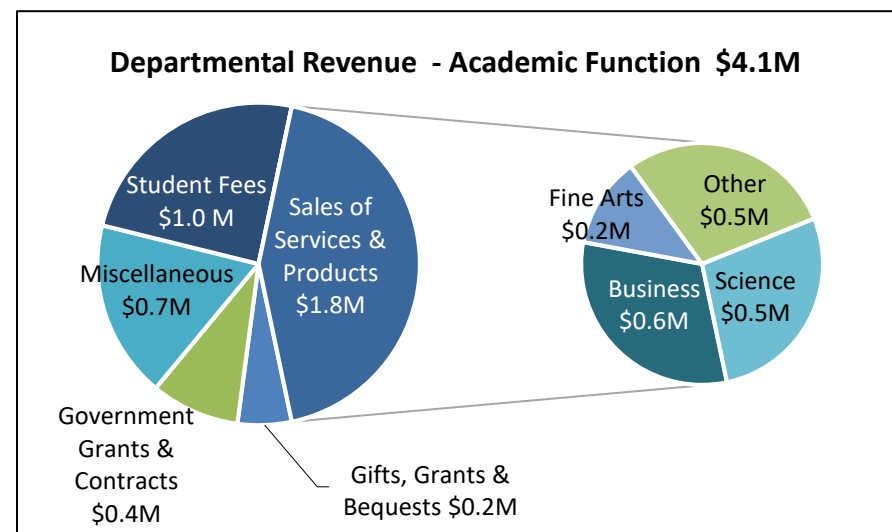 Departmental Revenue - Academic Function $4.1M
Student Fees
$1.0 M
Sales of
Services &
Products
$1.8M
Miscellaneous
$0.7M
Government
Grants &
Contracts
$0.4M
Gifts, Grants &
Bequests $0.2M
Fine Arts
$0.2M
Other
$0.5M
Business
$0.6M
Science
$0.5M